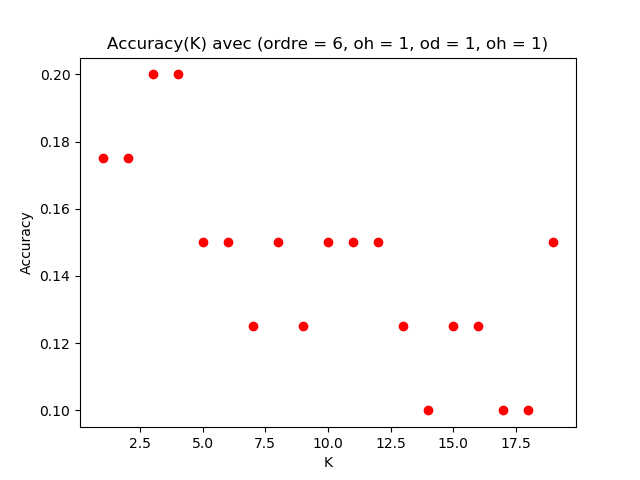 Accuracy(K) avec (ordre = 6, oh = 1, od = 1, oh = 1)
0.20
0.18
0.16
0.14
0.12
0.10
Accuracy
2.5 5.0 7.5 10.0 12.5 15.0 17.5
K